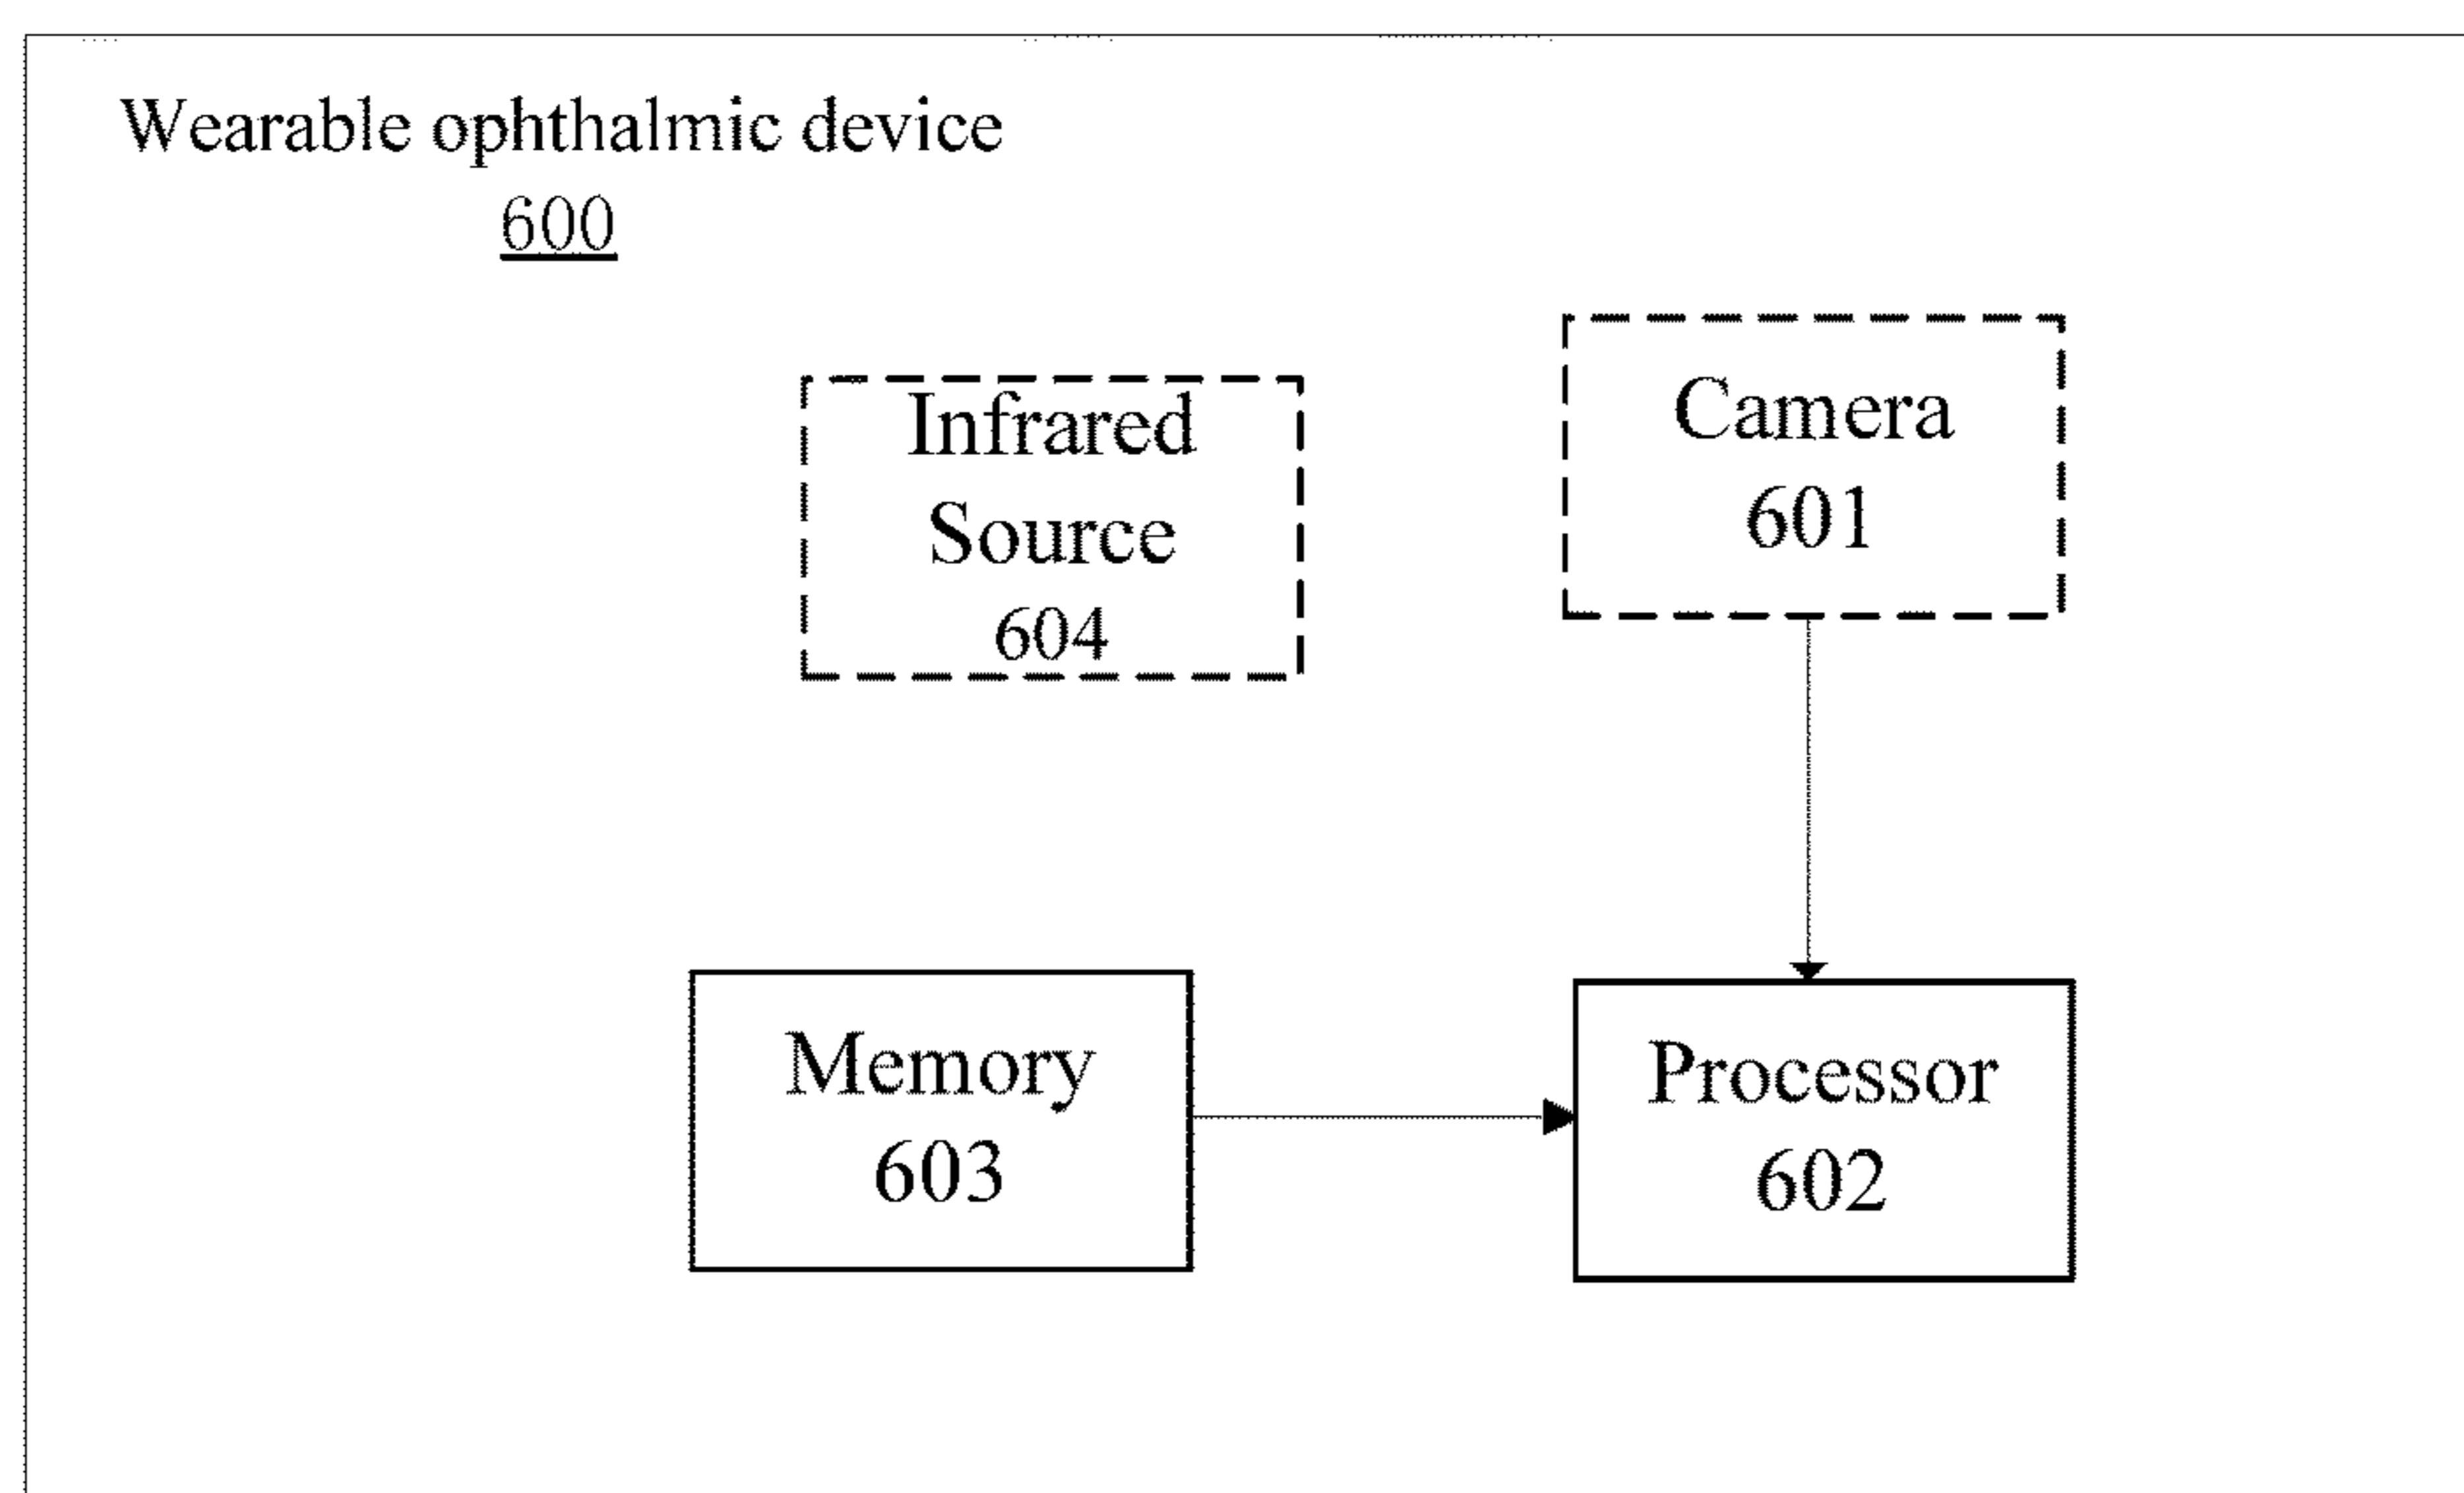 Wearable ophthalmic device
600
Infrared
Source
604
Camera
601
Memory
603
Processor
602